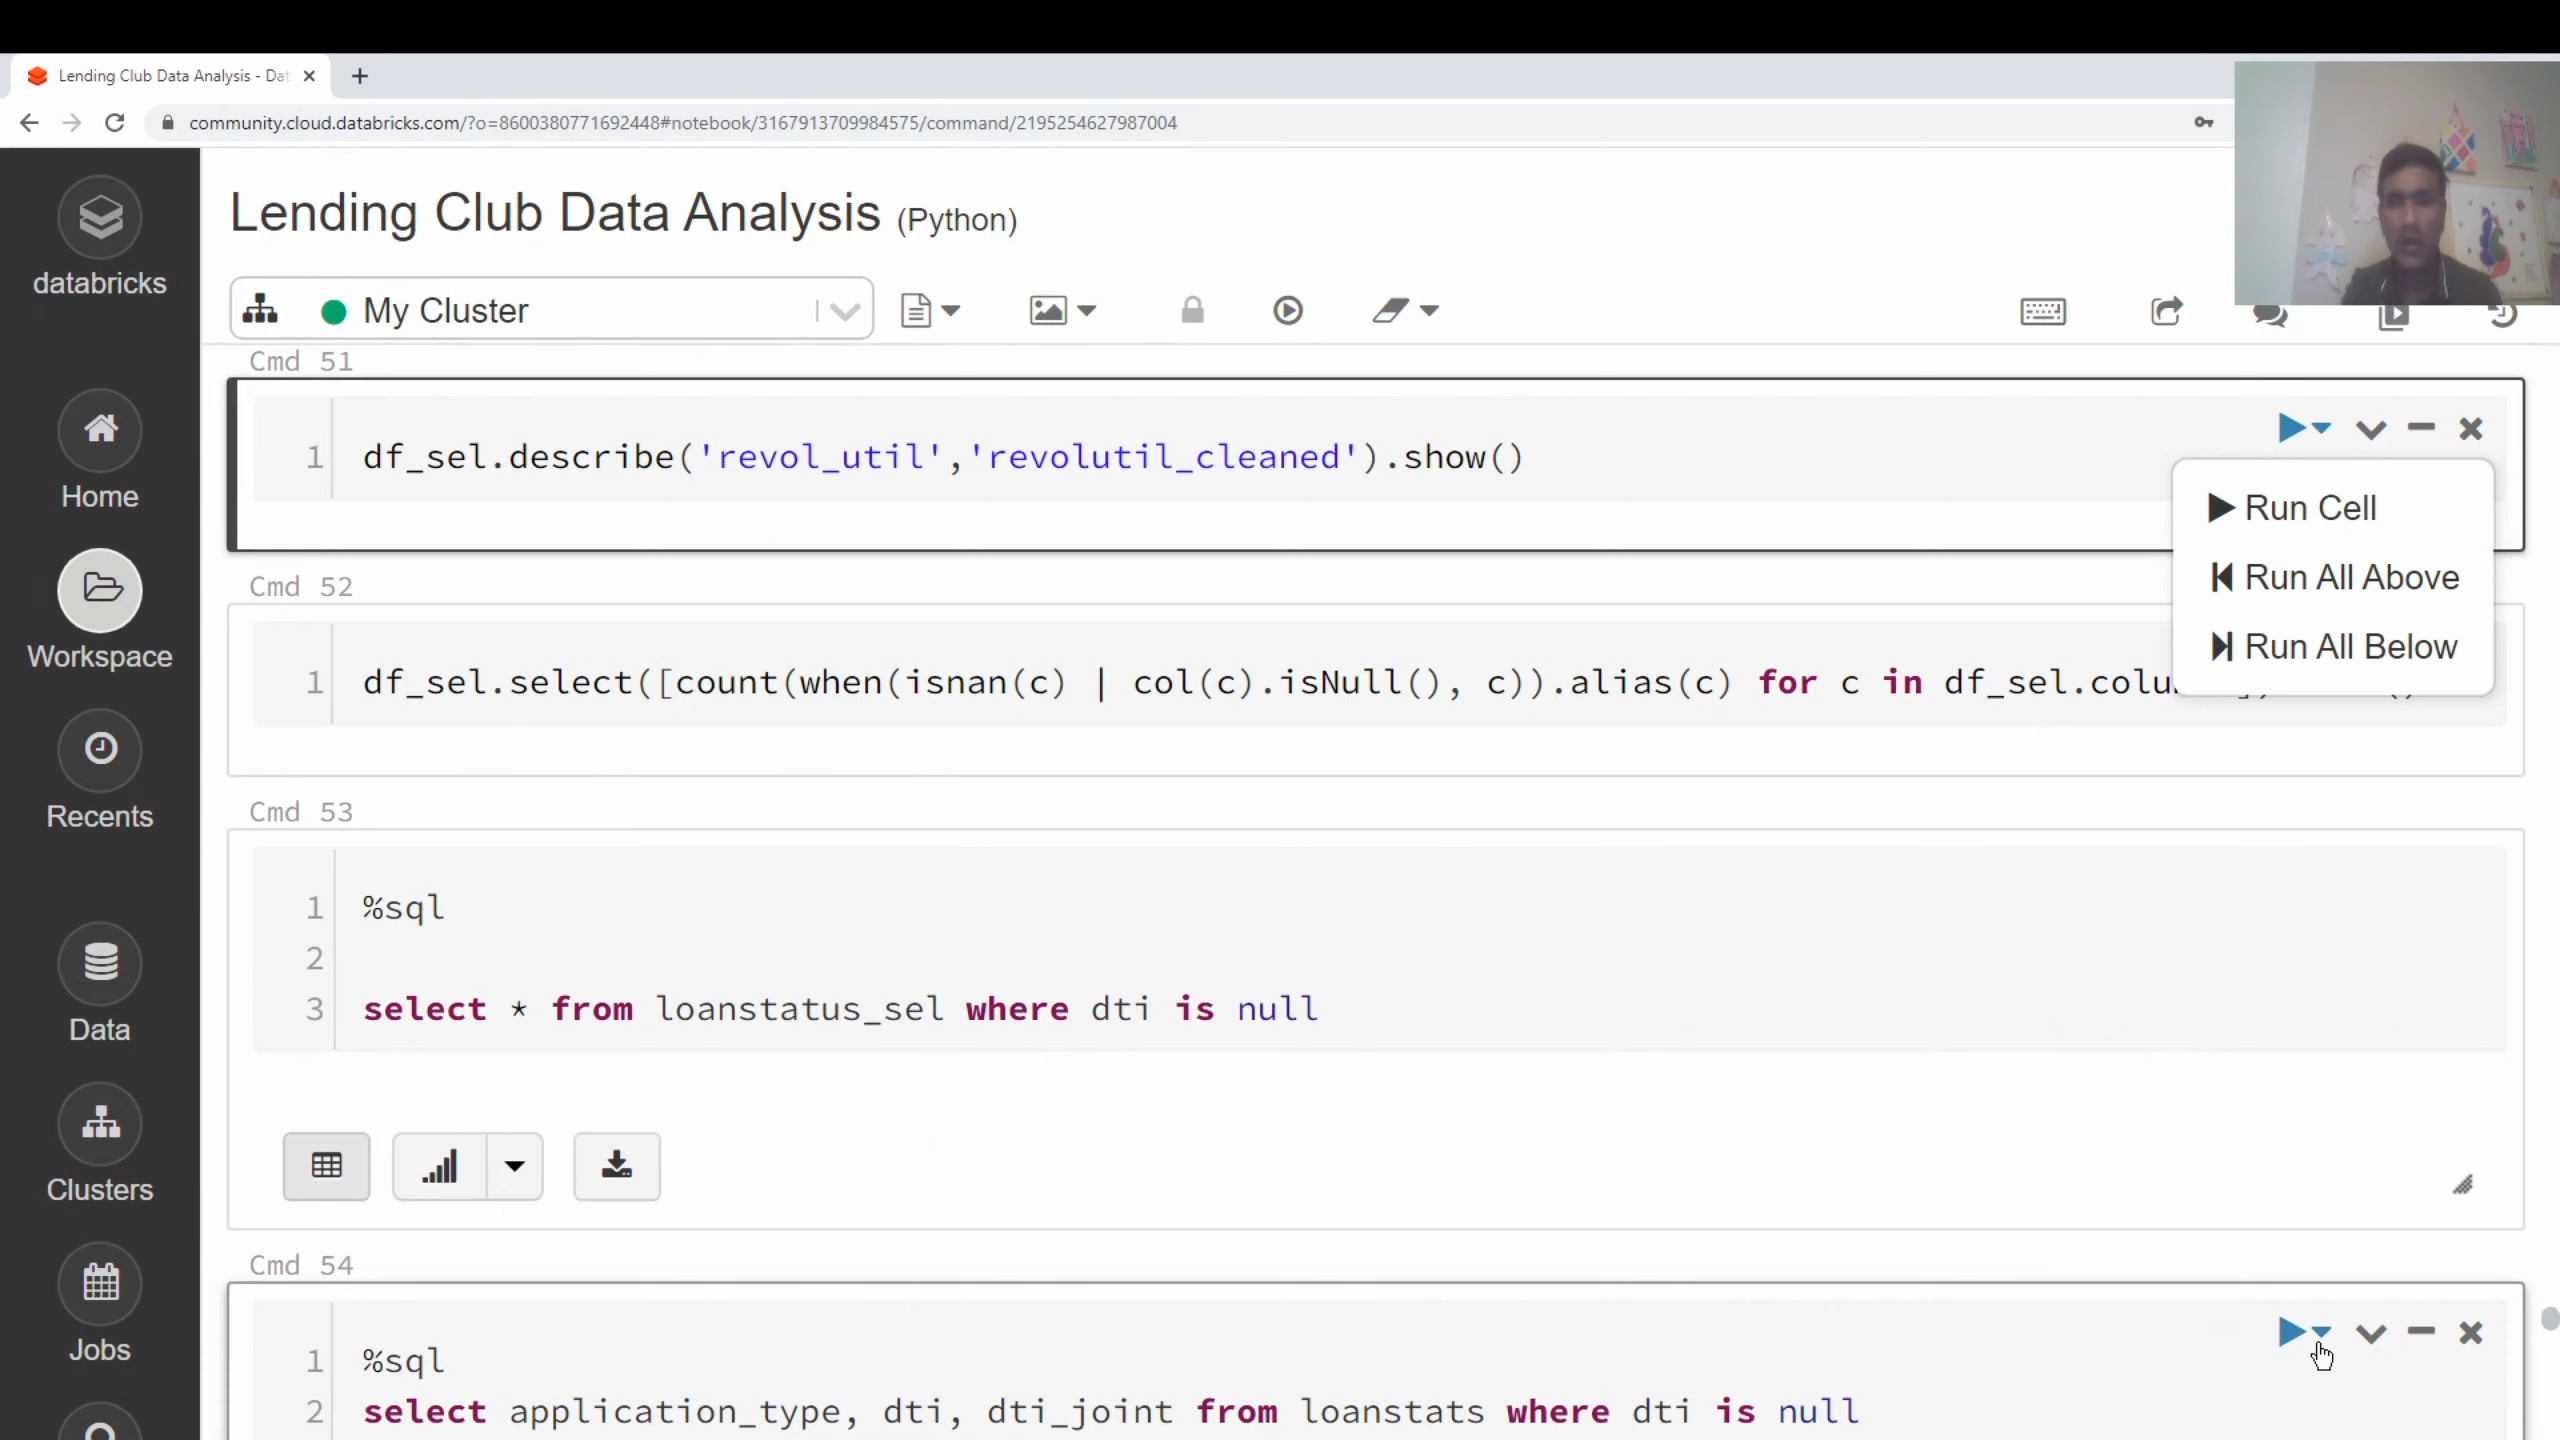 Lending Club Data Analysis - Dat
community.cloud.databricks.com/?o=8600380771692448#notebook/3167913709984575/command/2195254627987004
databricks
Home
Workspace
Recents
Data
Clusters
Jobs
Lending Club Data Analysis (Python)
My Cluster
Cmd 51
1 df_sel.describe('revol_util','revolutil_cleaned').show()
Run Cell
Run All Above
Run All Below
Cmd 52
1 df_sel.select([count(when(isnan(c) | col(c).isNull(), c)).alias(c) for c in df_sel.colu
Cmd 53
1 %sql
2
3 select * from loanstatus_sel where dti is null
Cmd 54
1 %sql
2 select application_type, dti, dti_joint from loanstats where dti is null